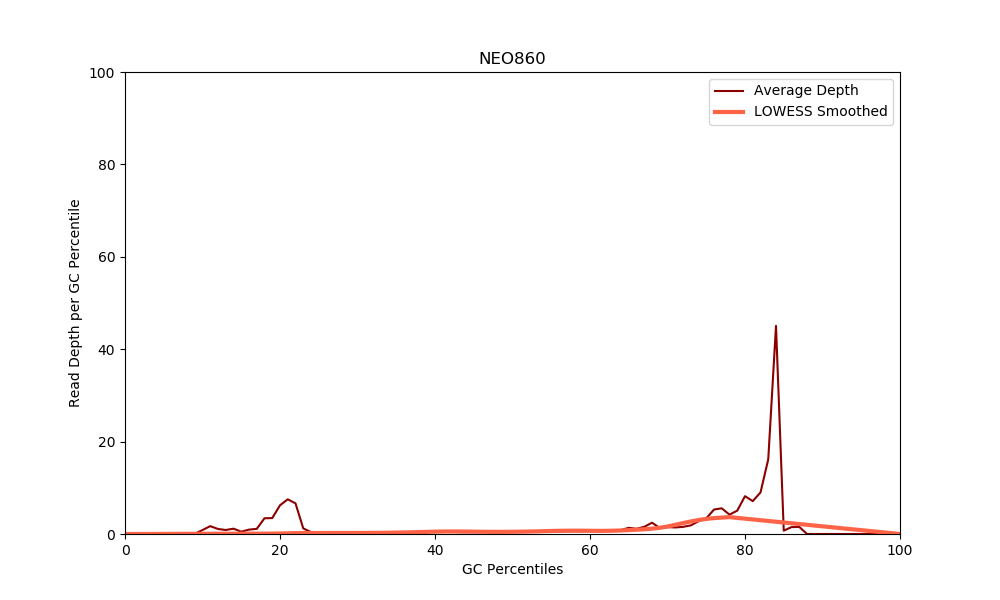 NEO860
Average Depth
LOWESS Smoothed
100
80
60
40
20
0
Read Depth per GC Percentile
0 20 40 60 80 100
GC Percentiles